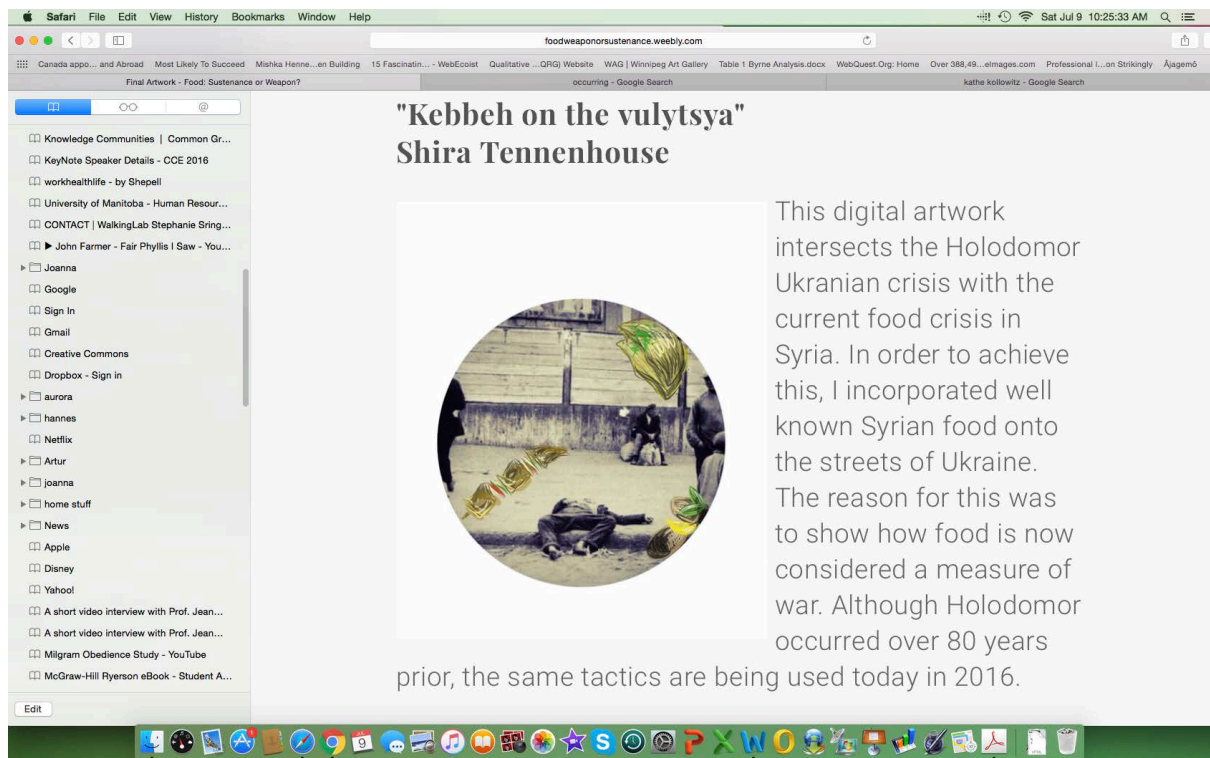 Safari File Edit View History Bookmarks Window Help
Sat Jul 9 10:25:33 AM
foodweaponorsustenance.weebly.com
Canada appo... and Abroad Most Likely To Succeed Mishka Henne...en Building 15 Fascinatin... - WebEcoist Qualitative ...QRG) Website WAG | Winnipeg Art Gallery Table 1 Byrne Analysis.docx WebQuest.Org: Home Over 388,49...eImages.com Professional l...on Strikingly Åjagemö
Final Artwork - Food: Sustenance or Weapon? occurring - Google Search kathe kollowitz - Google Search
Knowledge Communities | Common Gr...
KeyNote Speaker Details - CCE 2016
workhealthlife - by Shepell
University of Manitoba - Human Resour...
CONTACT | WalkingLab Stephanie Sring...
▶ John Farmer - Fair Phyllis I Saw - You...
Joanna
Google
Sign In
Gmail
Creative Commons
Dropbox - Sign in
aurora
hannes
Netflix
Artur
joanna
home stuff
News
Apple
Disney
Yahoo!
A short video interview with Prof. Jean...
A short video interview with Prof. Jean...
Milgram Obedience Study - YouTube
McGraw-Hill Ryerson eBook - Student A...
Edit
"Kebbeh on the vulytsya"
Shira Tennenhouse
This digital artwork
intersects the Holodomor
Ukranian crisis with the
current food crisis in
Syria. In order to achieve
this, I incorporated well
known Syrian food onto
the streets of Ukraine.
The reason for this was
to show how food is now
considered a measure of
war. Although Holodomor
occurred over 80 years
prior, the same tactics are being used today in 2016.